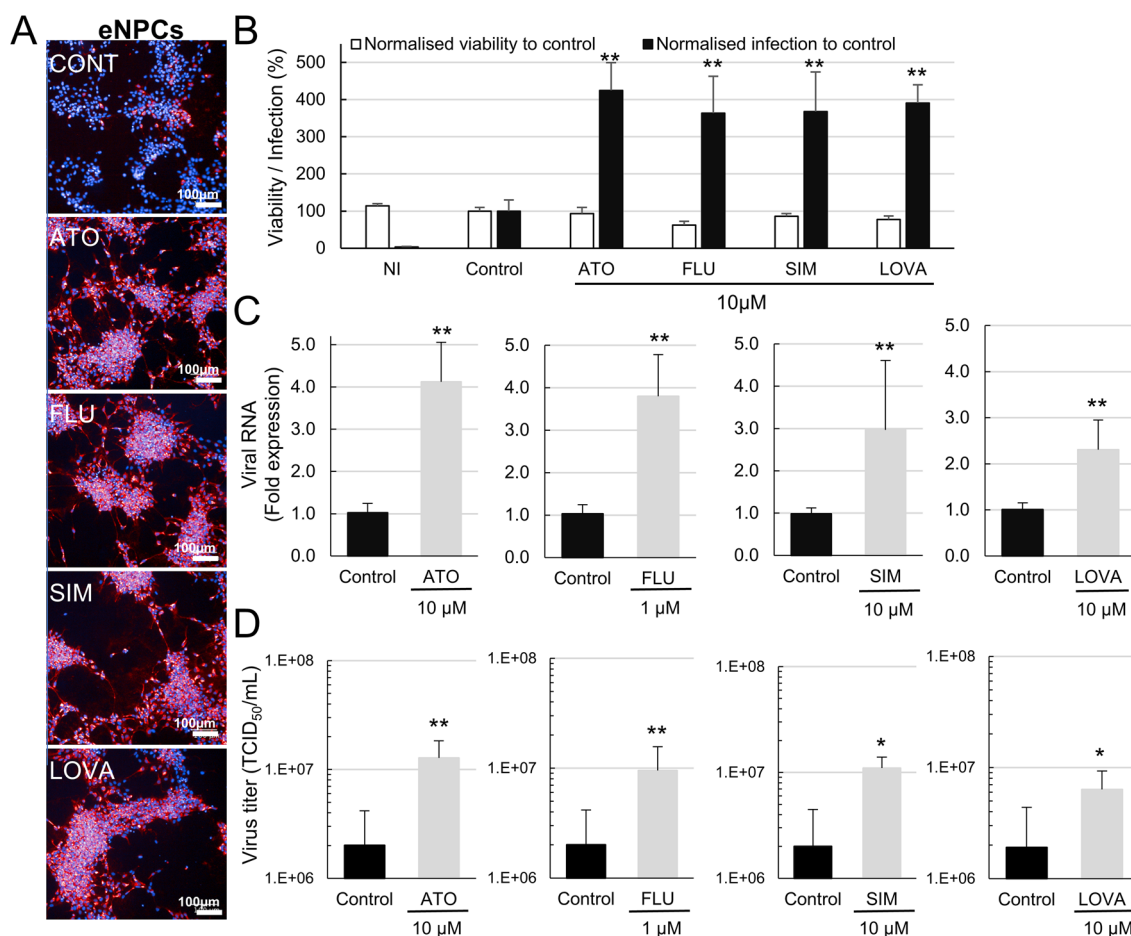 A
eNPCs
CONT
100µm
ATO
100µm
FLU
100µm
SIM
100µm
LOVA
100µm
B
Normalised viability to control
Normalised infection to control
Viability / Infection (%)
500
400
300
200
100
0
**
**
**
**
NI
Control
ATO
FLU
SIM
LOVA
10µM
C
Viral RNA
(Fold expression)
5.0
4.0
3.0
2.0
1.0
0.0
**
Control
ATO
10 µM
5.0
4.0
3.0
2.0
1.0
0.0
**
Control
FLU
1 µM
5.0
4.0
3.0
2.0
1.0
0.0
**
Control
SIM
10 µM
5.0
4.0
3.0
2.0
1.0
0.0
**
Control
LOVA
10 µM
D
Virus titer (TCID50/mL)
1.E+08
1.E+07
1.E+06
**
Control
ATO
10 µM
1.E+08
1.E+07
1.E+06
**
Control
FLU
1 µM
1.E+08
1.E+07
1.E+06
*
Control
SIM
10 µM
1.E+08
1.E+07
1.E+06
*
Control
LOVA
10 µM